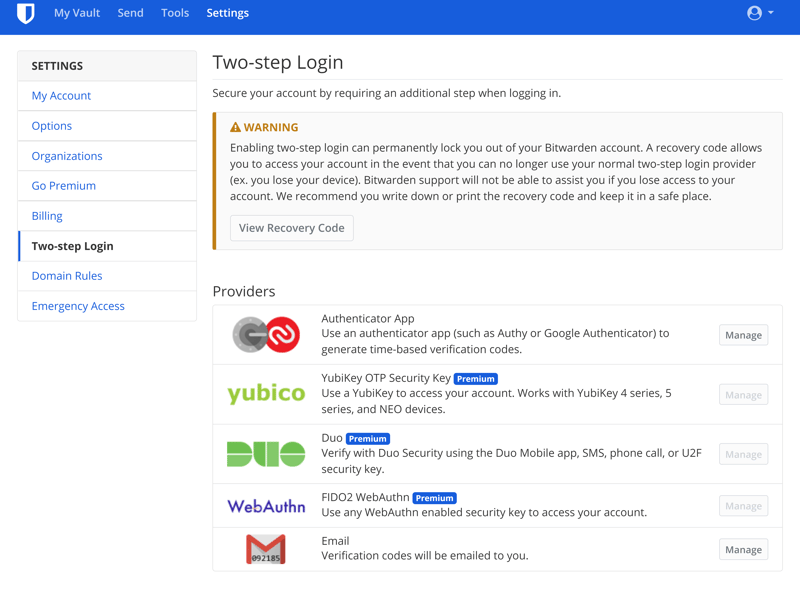 My Vault Send Tools Settings
SETTINGS
My Account
Options
Organizations
Go Premium
Billing
Two-step Login
Domain Rules
Emergency Access
Two-step Login
Secure your account by requiring an additional step when logging in.
WARNING
Enabling two-step login can permanently lock you out of your Bitwarden account. A recovery code allows
you to access your account in the event that you can no longer use your normal two-step login provider
(ex. you lose your device). Bitwarden support will not be able to assist you if you lose access to your
account. We recommend you write down or print the recovery code and keep it in a safe place.
View Recovery Code
Providers
Authenticator App
Use an authenticator app (such as Authy or Google Authenticator) to
generate time-based verification codes.
Manage
yubico
YubiKey OTP Security Key Premium
Use a YubiKey to access your account. Works with YubiKey 4 series, 5
series, and NEO devices.
Manage
DUO
Duo Premium
Verify with Duo Security using the Duo Mobile app, SMS, phone call, or U2F
security key.
Manage
WebAuthn
FIDO2 WebAuthn Premium
Use any WebAuthn enabled security key to access your account.
Manage
092185
Email
Verification codes will be emailed to you.
Manage